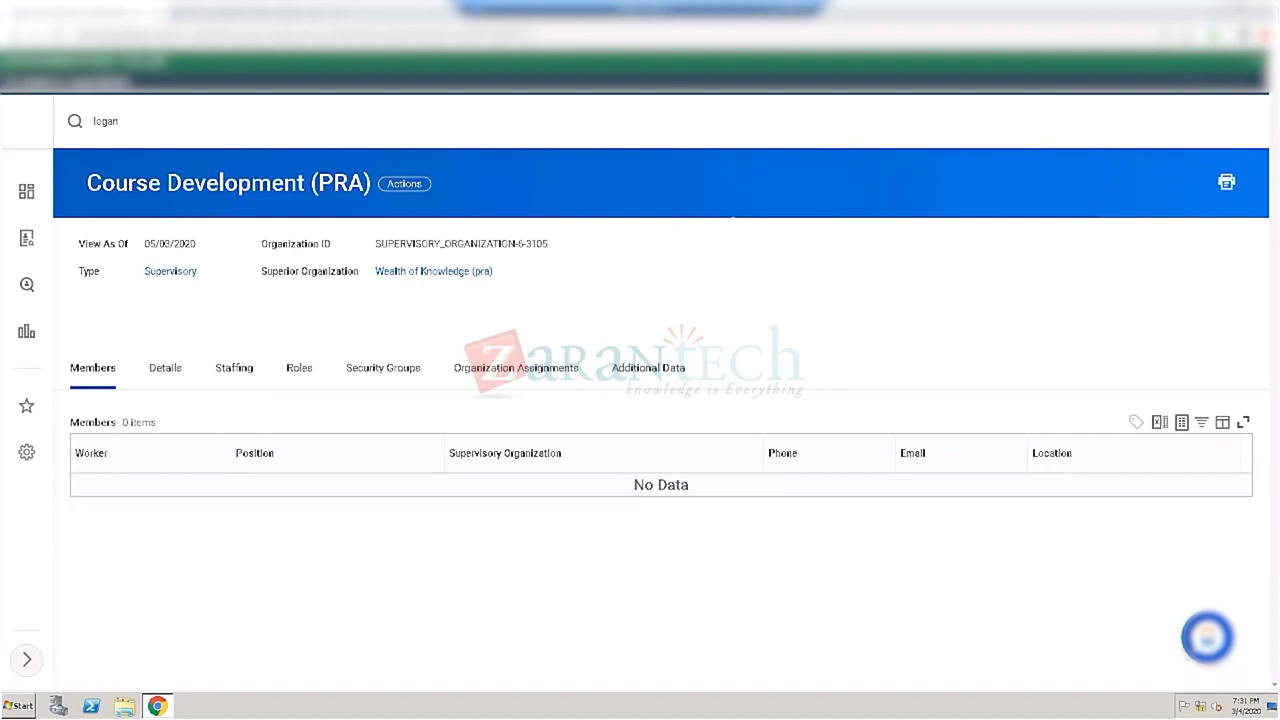 logan
Course Development (PRA) Actions
View As Of 05/03/2020 Organization ID SUPERVISORY_ORGANIZATION-6-3105
Type Supervisory Superior Organization Wealth of Knowledge (pra)
ZaranTech
knowledge is Everything
Members Details Staffing Roles Security Groups Organization Assignments Additional Data
Members 0 items
Worker Position Supervisory Organization Phone Email Location
No Data
Start
7:31 PM
3/4/2020